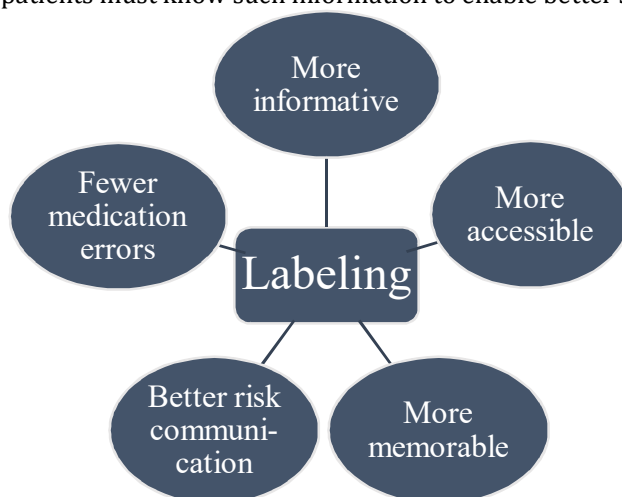 patients must know such information to enable better
More
informative
Fewer
medication
errors
More
accessible
Labeling
Better risk
communi-
cation
More
memorable